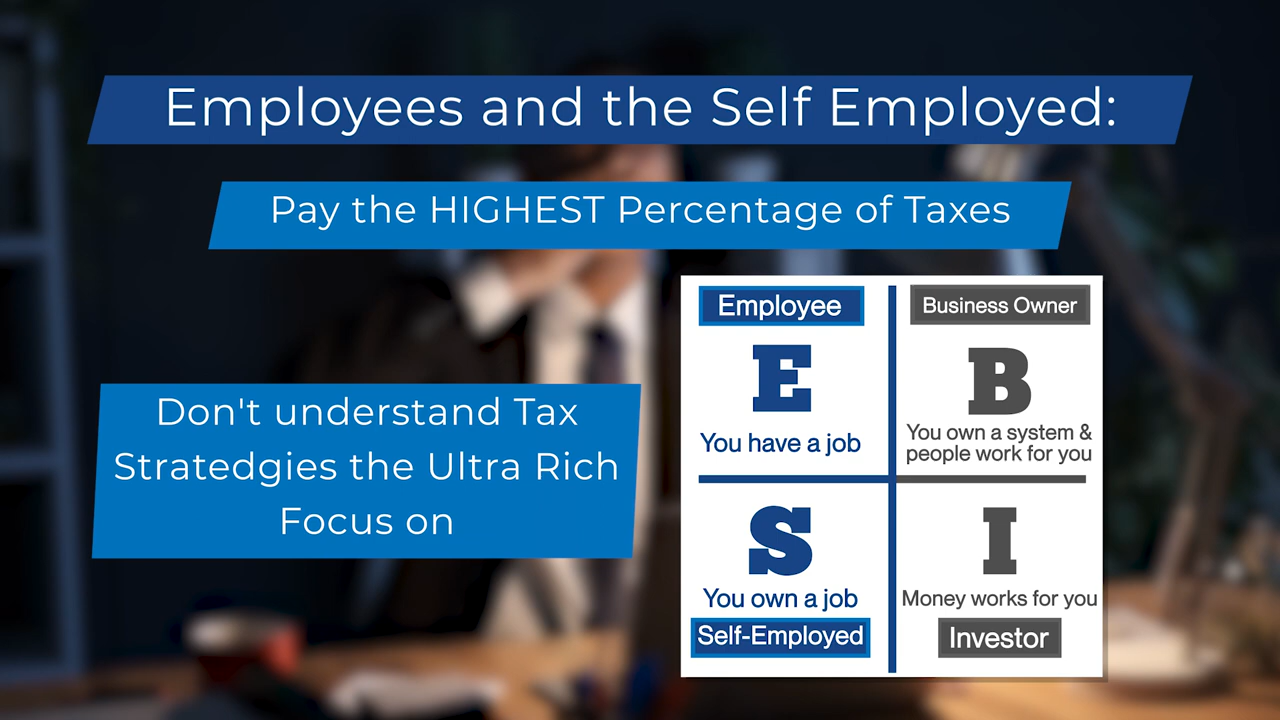 Employees and the Self Employed:
Pay the HIGHEST Percentage of Taxes
Don't understand Tax
Stratedgies the Ultra Rich
Focus on
Employee
E
You have a job
Business Owner
B
You own a system &
people work for you
S
You own a job
Self-Employed
I
Money works for you
Investor